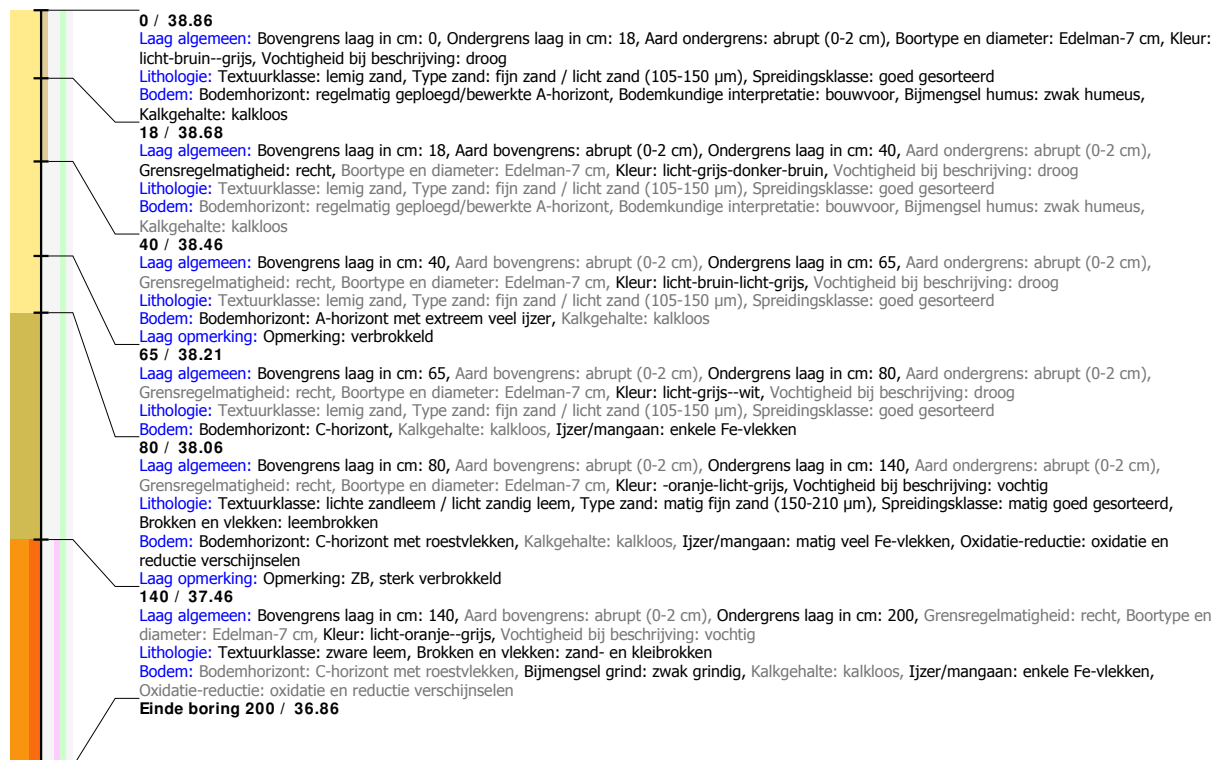 0 / 38.86
Laag algemeen: Bovengrens laag in cm: 0, Ondergrens laag in cm: 18, Aard ondergrens: abrupt (0-2 cm), Boortype en diameter: Edelman-7 cm, Kleur:
licht-bruin--grijs, Vochtigheid bij beschrijving: droog
Lithologie: Textuurklasse: lemig zand, Type zand: fijn zand / licht zand (105-150 µm), Spreidingsklasse: goed gesorteerd
Bodem: Bodemhorizont: regelmatig geploegd/bewerkte A-horizont, Bodemkundige interpretatie: bouwvoor, Bijmengsel humus: zwak humeus,
Kalkgehalte: kalkloos
18 / 38.68
Laag algemeen: Bovengrens laag in cm: 18, Aard bovengrens: abrupt (0-2 cm), Ondergrens laag in cm: 40, Aard ondergrens: abrupt (0-2 cm),
Grensregelmatigheid: recht, Boortype en diameter: Edelman-7 cm, Kleur: licht-grijs-donker-bruin, Vochtigheid bij beschrijving: droog
Lithologie: Textuurklasse: lemig zand, Type zand: fijn zand / licht zand (105-150 µm), Spreidingsklasse: goed gesorteerd
Bodem: Bodemhorizont: regelmatig geploegd/bewerkte A-horizont, Bodemkundige interpretatie: bouwvoor, Bijmengsel humus: zwak humeus,
Kalkgehalte: kalkloos
40 / 38.46
Laag algemeen: Bovengrens laag in cm: 40, Aard bovengrens: abrupt (0-2 cm), Ondergrens laag in cm: 65, Aard ondergrens: abrupt (0-2 cm),
Grensregelmatigheid: recht, Boortype en diameter: Edelman-7 cm, Kleur: licht-bruin-licht-grijs, Vochtigheid bij beschrijving: droog
Lithologie: Textuurklasse: lemig zand, Type zand: fijn zand / licht zand (105-150 µm), Spreidingsklasse: goed gesorteerd
Bodem: Bodemhorizont: A-horizont met extreem veel ijzer, Kalkgehalte: kalkloos
Laag opmerking: Opmerking: verbrokkeld
65 / 38.21
Laag algemeen: Bovengrens laag in cm: 65, Aard bovengrens: abrupt (0-2 cm), Ondergrens laag in cm: 80, Aard ondergrens: abrupt (0-2 cm),
Grensregelmatigheid: recht, Boortype en diameter: Edelman-7 cm, Kleur: licht-grijs--wit, Vochtigheid bij beschrijving: droog
Lithologie: Textuurklasse: lemig zand, Type zand: fijn zand / licht zand (105-150 µm), Spreidingsklasse: goed gesorteerd
Bodem: Bodemhorizont: C-horizont, Kalkgehalte: kalkloos, Ijzer/mangaan: enkele Fe-vlekken
80 / 38.06
Laag algemeen: Bovengrens laag in cm: 80, Aard bovengrens: abrupt (0-2 cm), Ondergrens laag in cm: 140, Aard ondergrens: abrupt (0-2 cm),
Grensregelmatigheid: recht, Boortype en diameter: Edelman-7 cm, Kleur: -oranje-licht-grijs, Vochtigheid bij beschrijving: vochtig
Lithologie: Textuurklasse: lichte zandleem / licht zandig leem, Type zand: matig fijn zand (150-210 µm), Spreidingsklasse: matig goed gesorteerd,
Brokken en vlekken: leembrokken
Bodem: Bodemhorizont: C-horizont met roestvlekken, Kalkgehalte: kalkloos, Ijzer/mangaan: matig veel Fe-vlekken, Oxidatie-reductie: oxidatie en
reductie verschijnselen
Laag opmerking: Opmerking: ZB, sterk verbrokkeld
140 / 37.46
Laag algemeen: Bovengrens laag in cm: 140, Aard bovengrens: abrupt (0-2 cm), Ondergrens laag in cm: 200, Grensregelmatigheid: recht, Boortype en
diameter: Edelman-7 cm, Kleur: licht-oranje--grijs, Vochtigheid bij beschrijving: vochtig
Lithologie: Textuurklasse: zware leem, Brokken en vlekken: zand- en kleibrokken
Bodem: Bodemhorizont: C-horizont met roestvlekken, Bijmengsel grind: zwak grindig, Kalkgehalte: kalkloos, Ijzer/mangaan: enkele Fe-vlekken,
Oxidatie-reductie: oxidatie en reductie verschijnselen
Einde boring 200 / 36.86